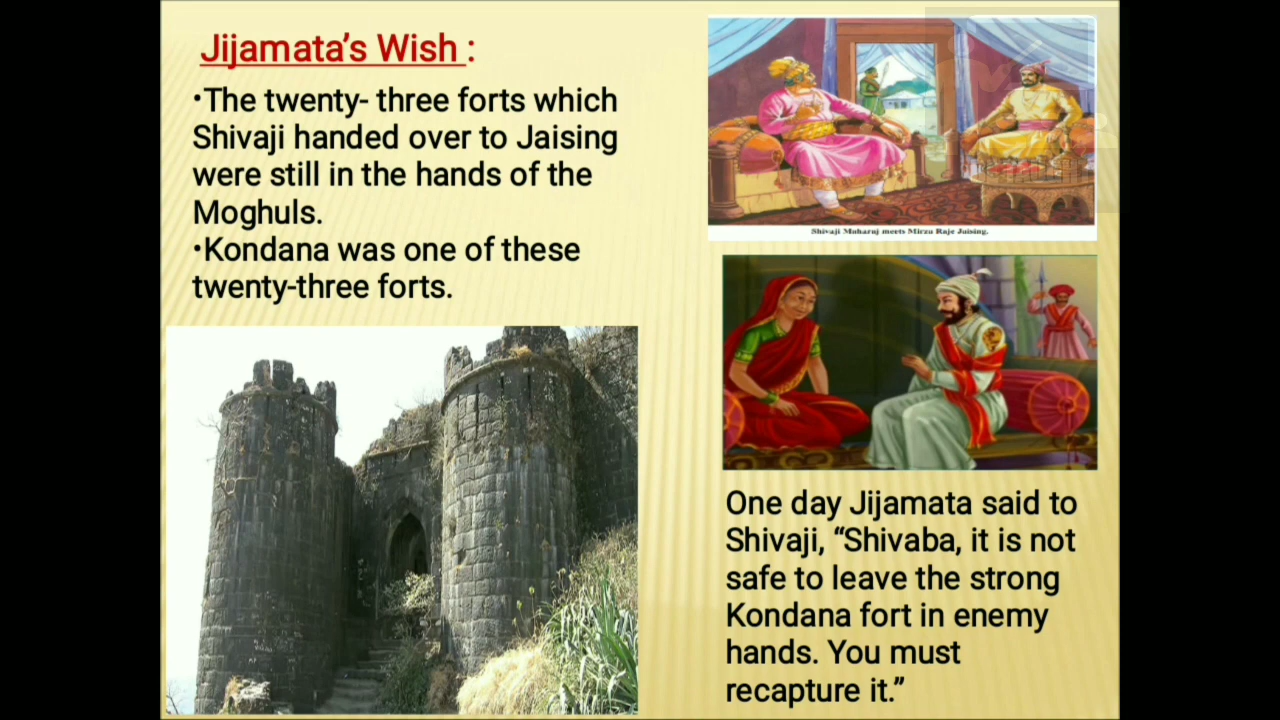 Jijamata's Wish :
•The twenty- three forts which
Shivaji handed over to Jaising
were still in the hands of the
Moghuls.
•Kondana was one of these
twenty-three forts.
Shivaji Maharaj meets Mirza Raje Jaising.
One day Jijamata said to
Shivaji, “Shivaba, it is not
safe to leave the strong
Kondana fort in enemy
hands. You must
recapture it.”